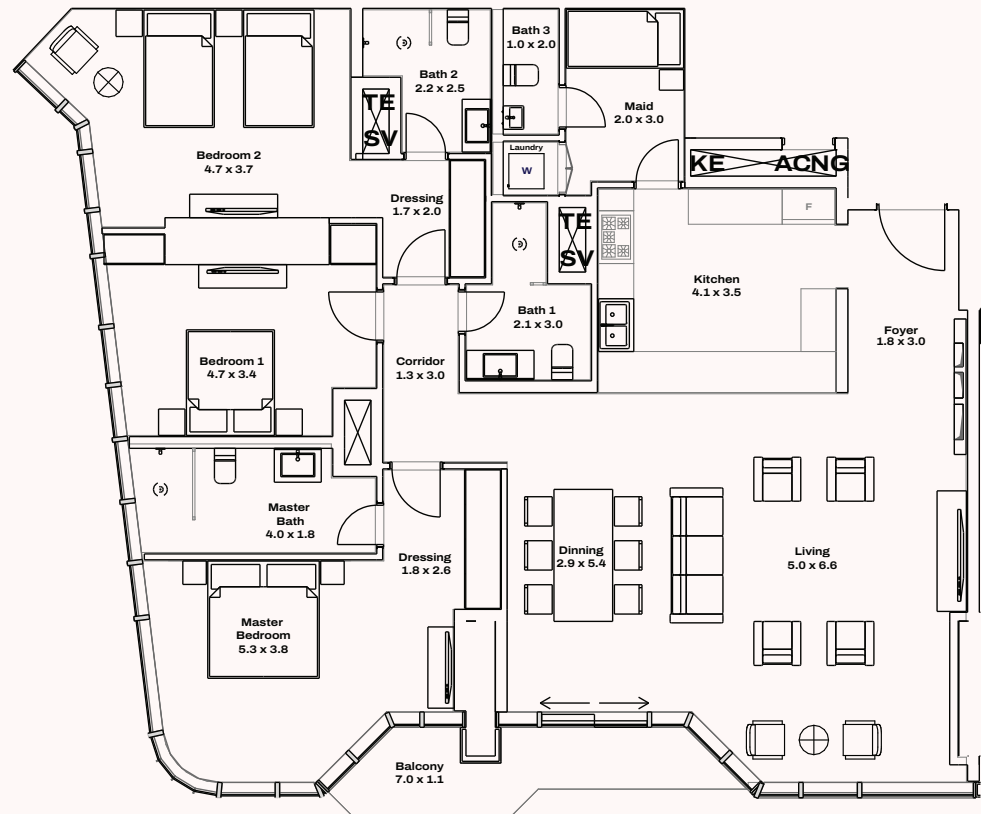 Bath 3
1.0 x 2.0
Bath 2
2.2 x 2.5
Maid
2.0 x 3.0
TE
SV
Laundry
W
Bedroom 2
4.7 x 3.7
KE ACNG
Dressing
1.7 x 2.0
F
TE
SV
Kitchen
4.1 x 3.5
Bath 1
2.1 x 3.0
Foyer
1.8 x 3.0
Bedroom 1
4.7 x 3.4
Corridor
1.3 x 3.0
Master
Bath
4.0 x 1.8
Dressing
1.8 x 2.6
Dinning
2.9 x 5.4
Living
5.0 x 6.6
Master
Bedroom
5.3 x 3.8
Balcony
7.0 x 1.1